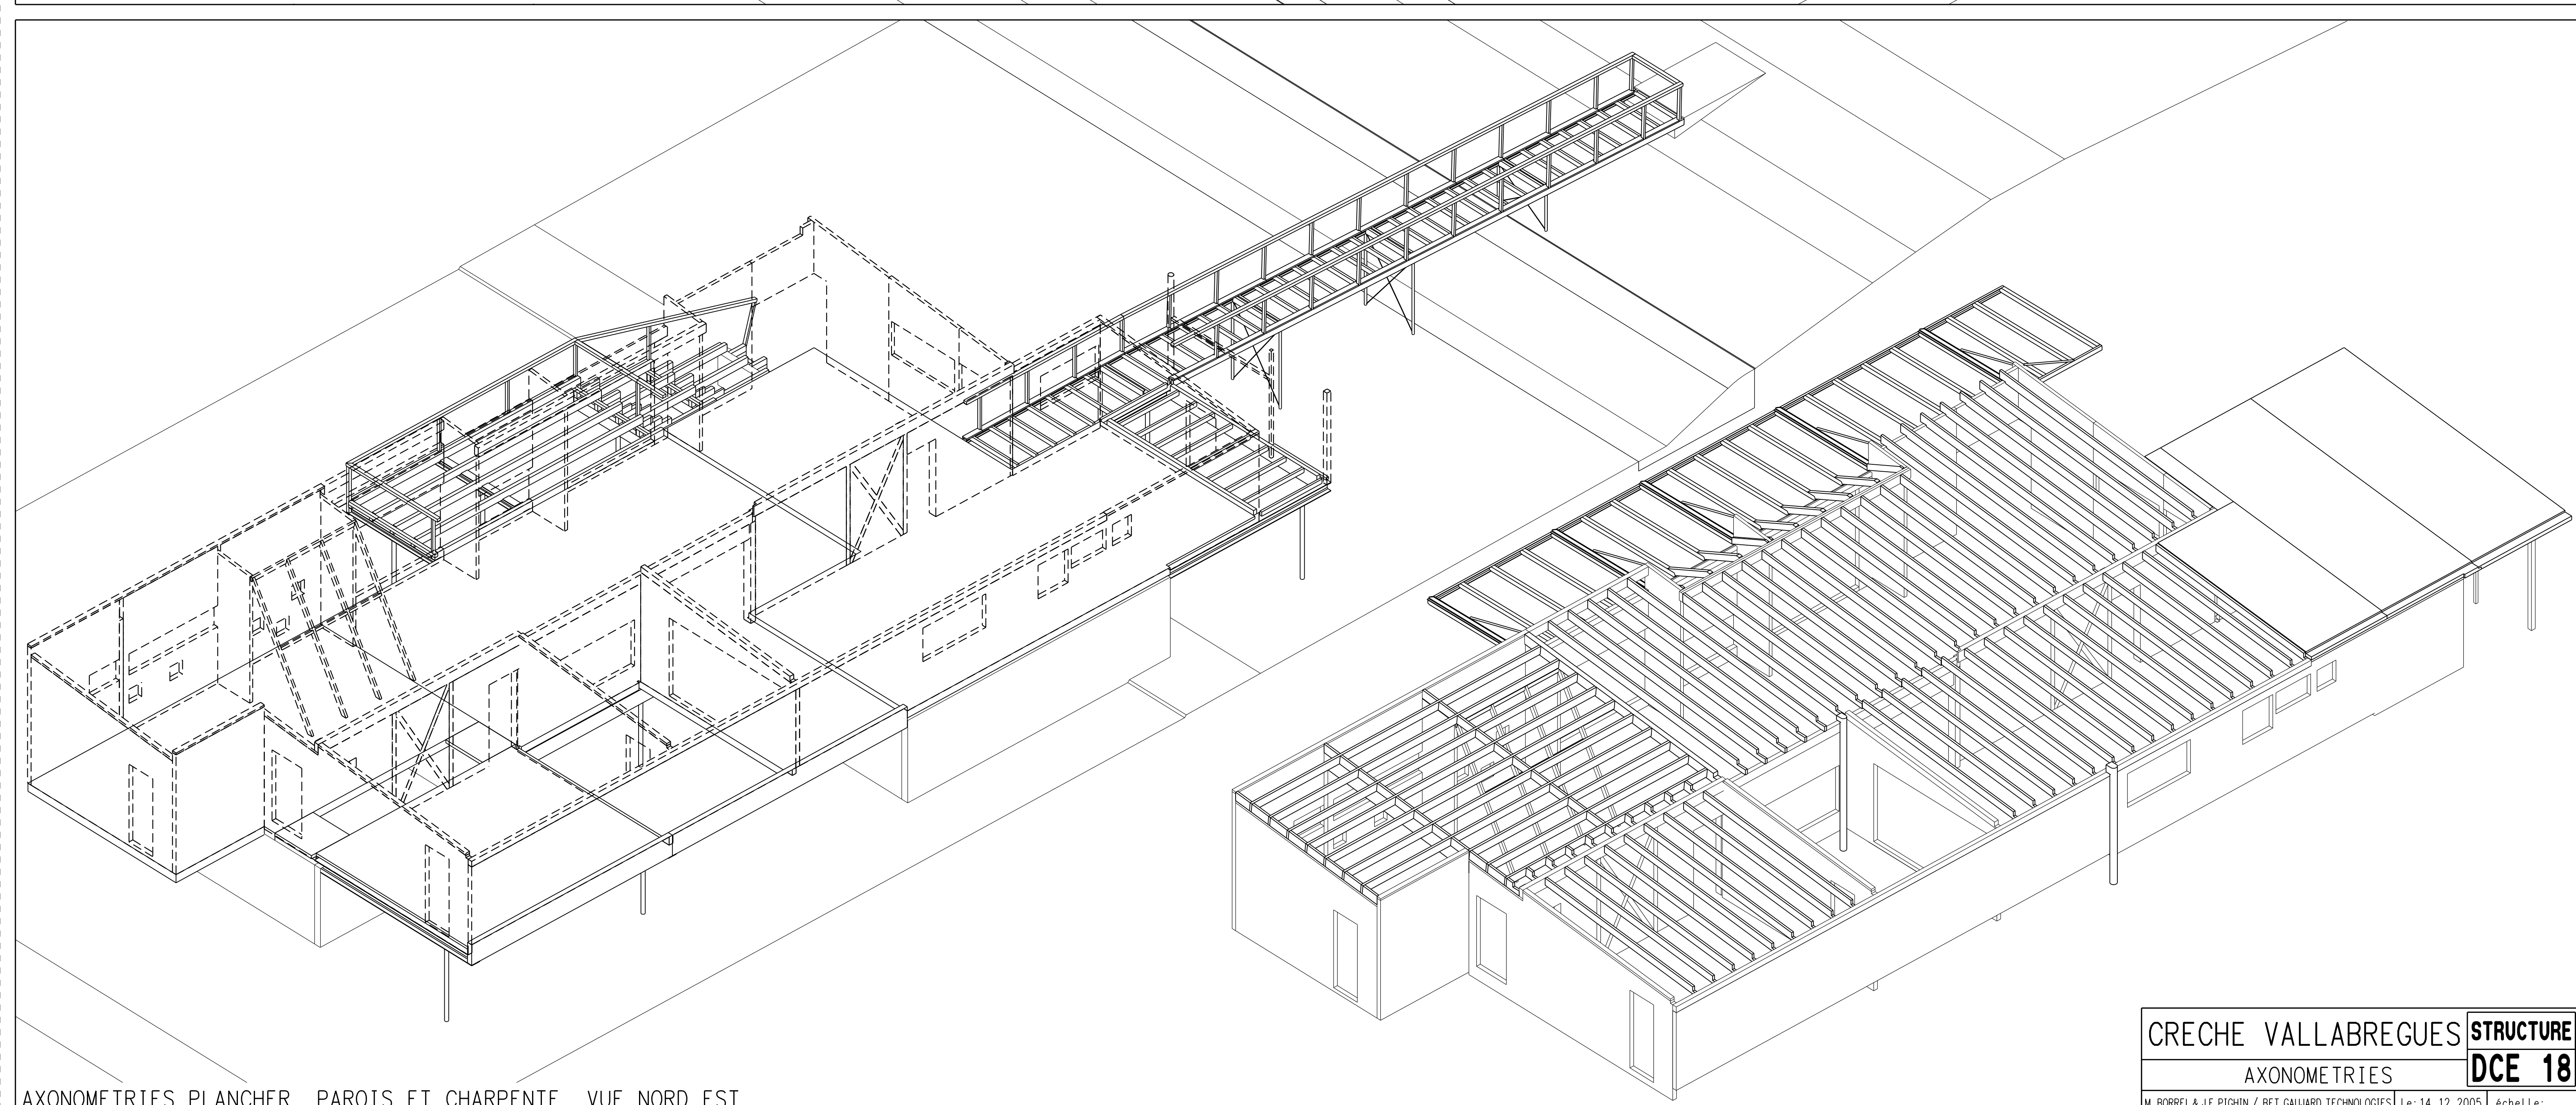 AXONOMETRIES PLANCHER, PAROIS ET CHARPENTE, VUE NORD EST
CRECHE VALLABREGUES
STRUCTURE
DCE 18
AXONOMETRIES
M. BORREL & J.F. PIGHIN / BET GAUJARD TECHNOLOGIES
Le: 14.12.2005
échelle: